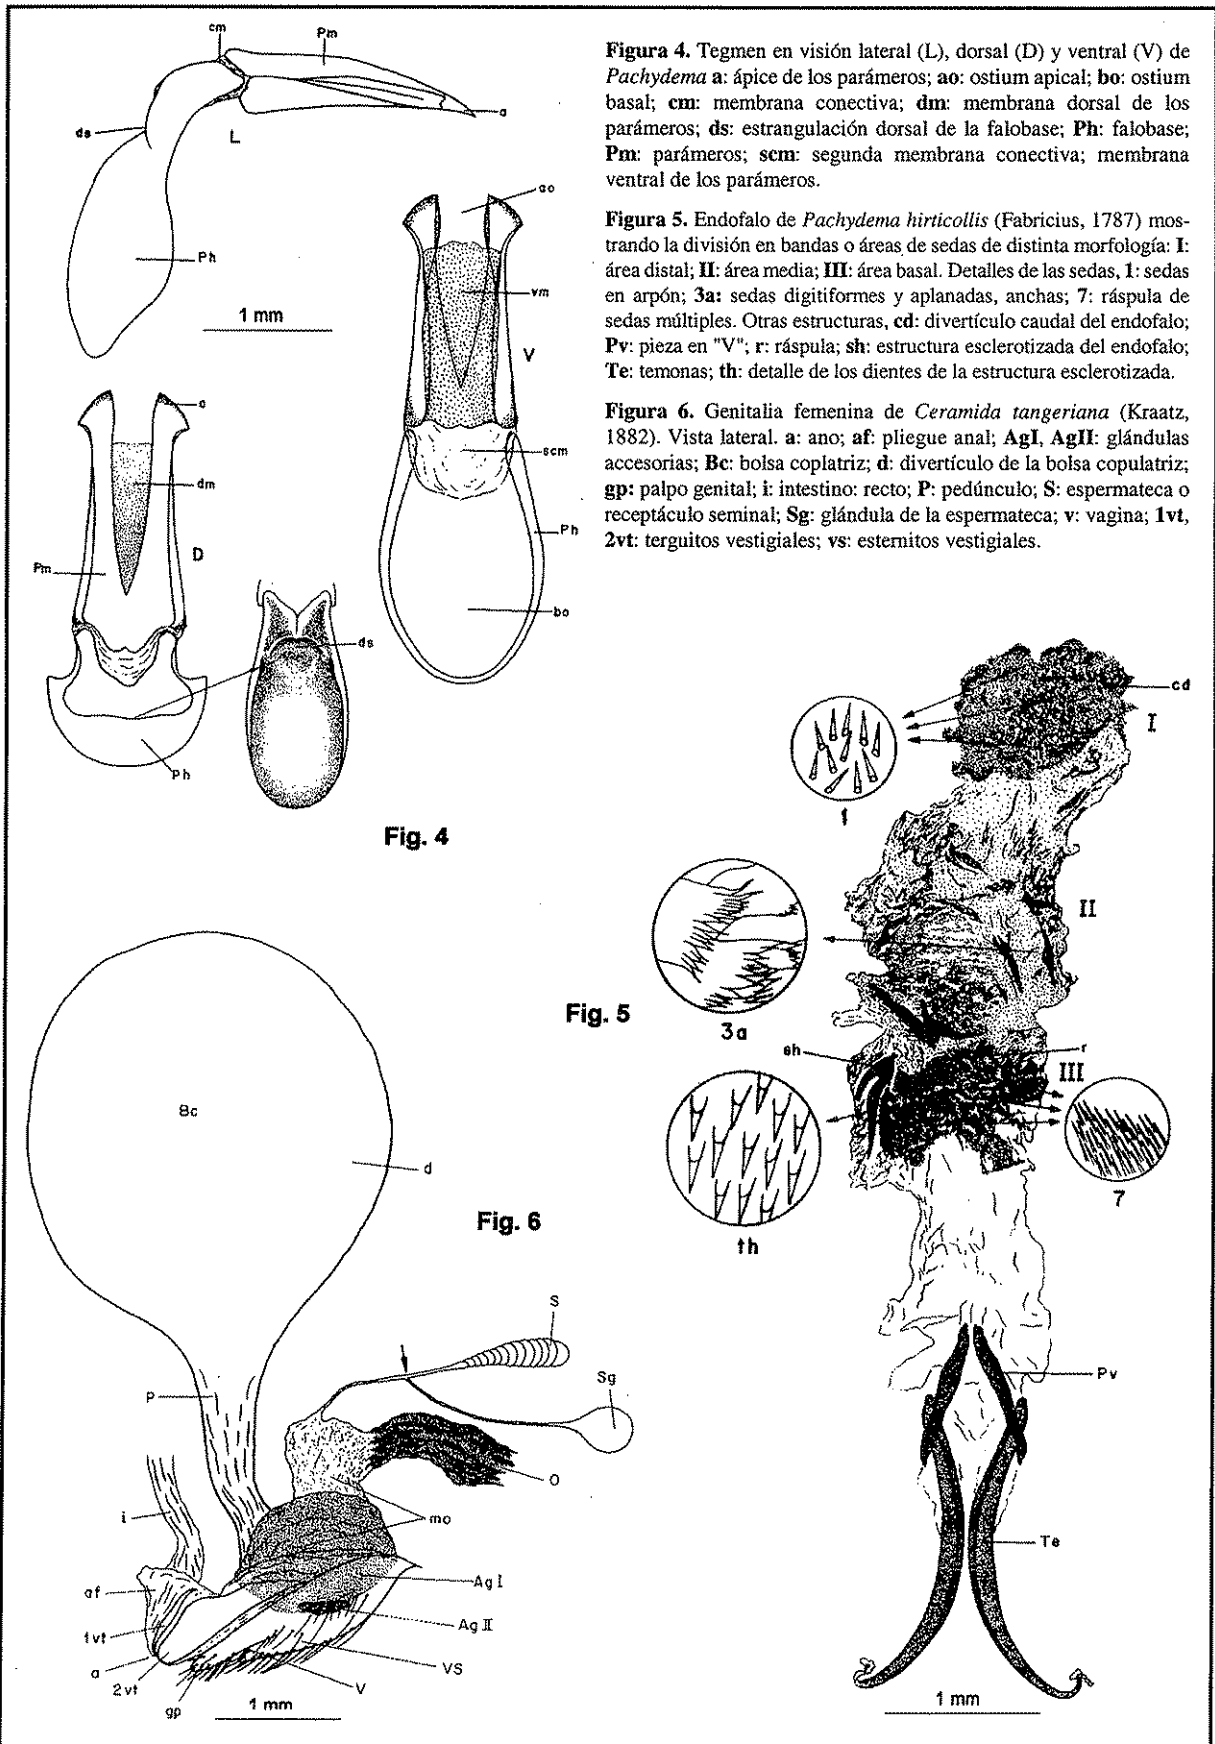 Figura 4. Tegmen en visión lateral (L), dorsal (D) y ventral (V) de
Pachydema a: ápice de los parámeros; ao: ostium apical; bo: ostium
basal; cm: membrana conectiva; dm: membrana dorsal de los
parámeros; ds: estrangulación dorsal de la falobase; Ph: falobase;
Pm: parámeros; scm: segunda membrana conectiva; membrana
ventral de los parámeros.
Figura 5. Endofalo de Pachydema hirticollis (Fabricius, 1787) mos-
trando la división en bandas o áreas de sedas de distinta morfología: I:
área distal; II: área media; III: área basal. Detalles de las sedas, 1: sedas
en arpón; 3a: sedas digitiformes y aplanadas, anchas; 7: ráspula de
sedas múltiples. Otras estructuras, cd: divertículo caudal del endofalo;
Pv: pieza en "V"; r: ráspula; sh: estructura esclerotizada del endofalo;
Te: temonas; th: detalle de los dientes de la estructura esclerotizada.
Figura 6. Genitalia femenina de Ceramida tangeriana (Kraatz,
1882). Vista lateral. a: ano; af: pliegue anal; AgI, AgII: glándulas
accesorias; Bc: bolsa coplatriz; d: divertículo de la bolsa copulatriz;
gp: palpo genital; i: intestino: recto; P: pedúnculo; S: espermateca o
receptáculo seminal; Sg: glándula de la espermateca; v: vagina; 1vt,
2vt: terguitos vestigiales; vs: esternitos vestigiales.
cm
Pm
a
ds
L
Ph
1 mm
ao
vm
V
scm
Ph
bo
a
dm
D
Pm
ds
Ph
Fig. 4
cd
I
1
II
3a
Fig. 5
sh
r
III
th
7
Pv
Te
1 mm
Bc
d
Fig. 6
S
Sg
P
O
i
mo
af
Ag I
Ag II
1vt
a
2vt
VS
V
gp
1 mm